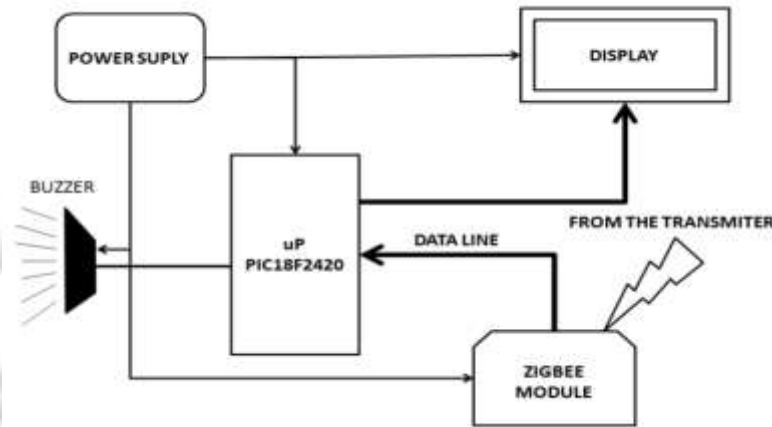 POWER SUPLY
DISPLAY
BUZZER
uP
PIC18F2420
DATA LINE
FROM THE TRANSMITER
ZIGBEE
MODULE